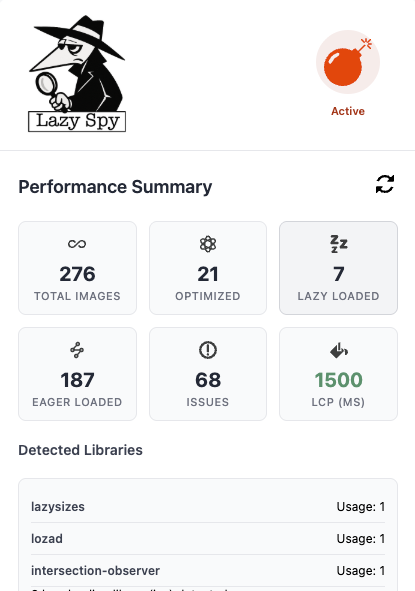 Lazy Spy
Active
Performance Summary
276
TOTAL IMAGES
21
OPTIMIZED
zzz
7
LAZY LOADED
187
EAGER LOADED
68
ISSUES
1500
LCP (MS)
Detected Libraries
lazysizes Usage: 1
lozad Usage: 1
intersection-observer Usage: 1